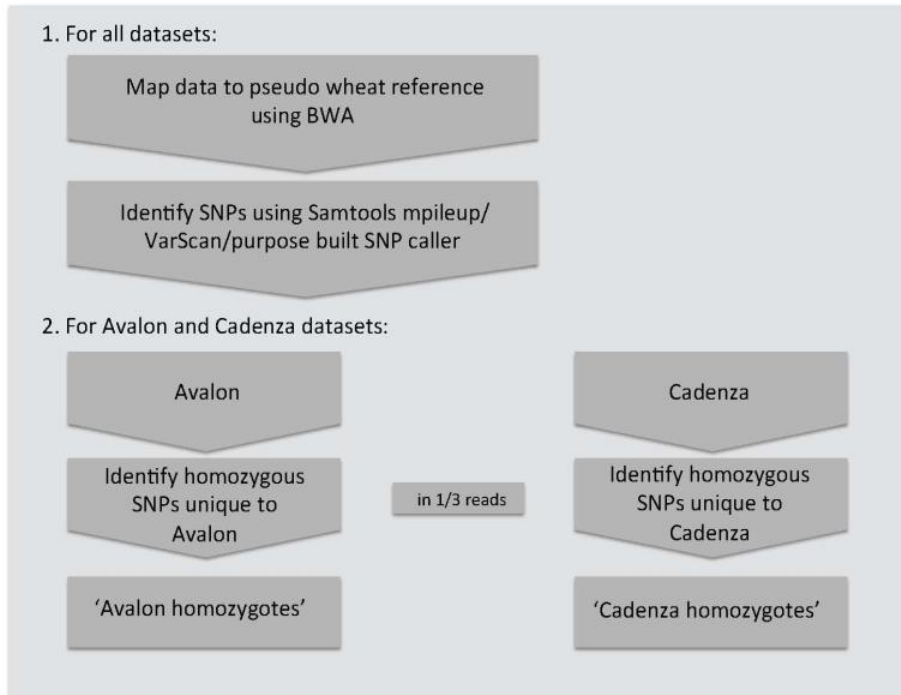 1. For all datasets:
Map data to pseudo wheat reference
using BWA
Identify SNPs using Samtools mpileup/
VarScan/purpose built SNP caller
2. For Avalon and Cadenza datasets:
Avalon
Cadenza
Identify homozygous
SNPs unique to
Avalon
in 1/3 reads
Identify homozygous
SNPs unique to
Cadenza
‘Avalon homozygotes’
‘Cadenza homozygotes’